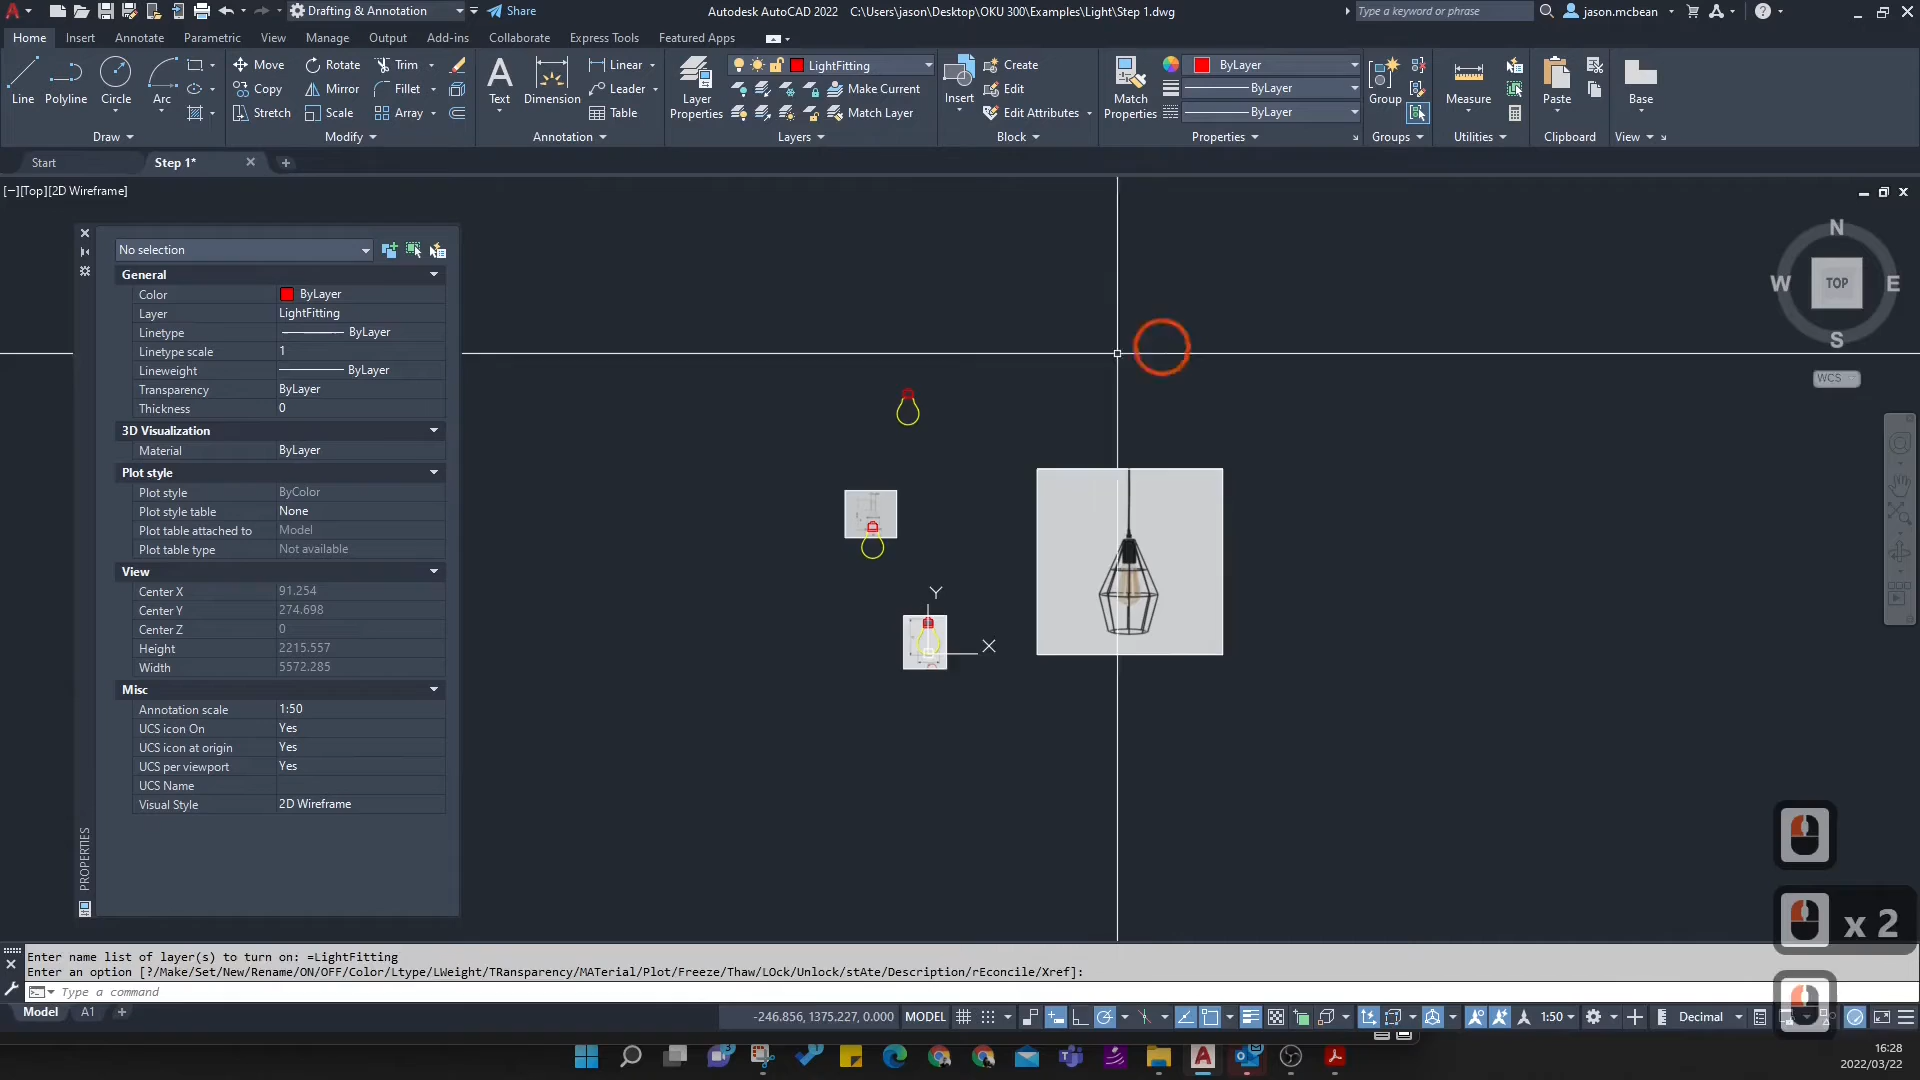 Drafting & Annotation
Share
Autodesk AutoCAD 2022 C:\Users\jason\Desktop\OKU 300\Examples\Light\Step 1.dwg
Type a keyword or phrase
jason.mcbean
Home Insert Annotate Parametric View Manage Output Add-ins Collaborate Express Tools Featured Apps
Line Polyline Circle Arc
Move Rotate Trim
Copy Mirror Fillet
Stretch Scale Array
Text Dimension
Linear
Leader
Table
Layer Properties
LightFitting
Make Current
Match Layer
Insert
Create
Edit
Edit Attributes
Match Properties
ByLayer
ByLayer
ByLayer
Group
Measure
Paste
Base
Draw Modify Annotation Layers Block Properties Groups Utilities Clipboard View
Start Step 1*
[−][Top][2D Wireframe]
No selection
General
Color ByLayer
Layer LightFitting
Linetype ByLayer
Linetype scale 1
Lineweight ByLayer
Transparency ByLayer
Thickness 0
3D Visualization
Material ByLayer
Plot style
Plot style ByColor
Plot style table None
Plot table attached to Model
Plot table type Not available
View
Center X 91.254
Center Y 274.698
Center Z 0
Height 2215.557
Width 5572.285
Misc
Annotation scale 1:50
UCS icon On Yes
UCS icon at origin Yes
UCS per viewport Yes
UCS Name
Visual Style 2D Wireframe
PROPERTIES
Y
X
N
W TOP E
S
WCS
x 2
Enter name list of layer(s) to turn on: =LightFitting
Enter an option [?/Make/Set/New/Rename/ON/OFF/Color/Ltype/LWeight/TRansparency/MATerial/Plot/Freeze/Thaw/LOck/Unlock/stAte/Description/rEconcile/Xref]:
Type a command
Model A1
-246.856, 1375.227, 0.000 MODEL
1:50
Decimal
16:28
2022/03/22